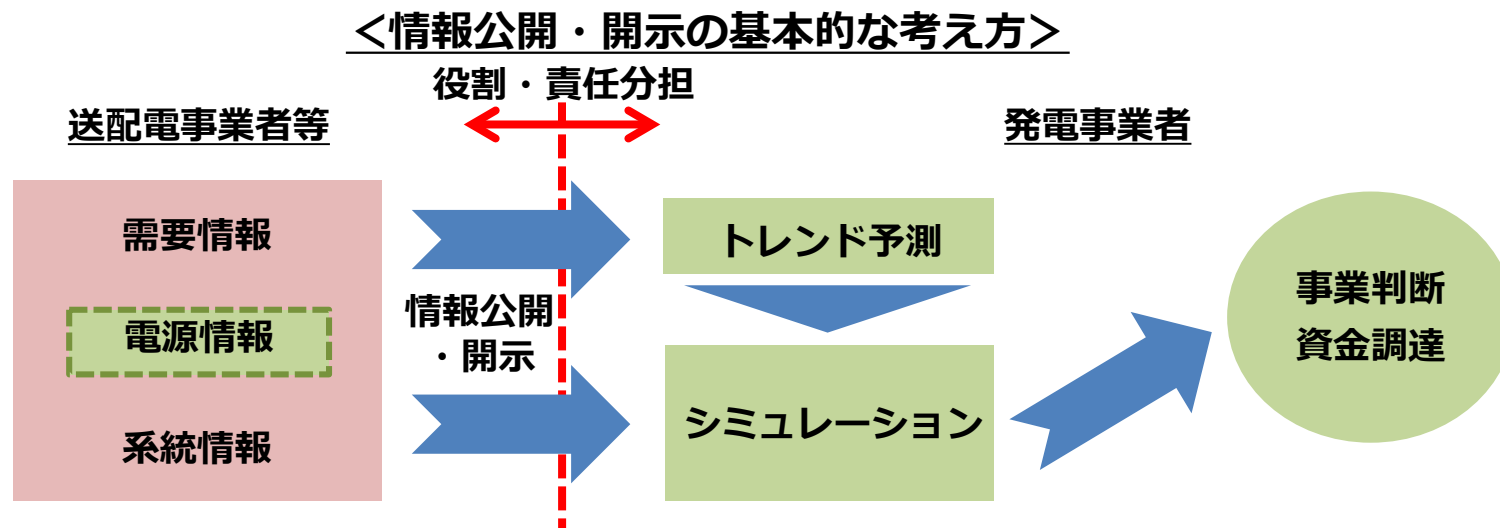 ＜情報公開・開示の基本的な考え方＞
役割・責任分担
送配電事業者等
発電事業者
需要情報
電源情報
系統情報
情報公開
・開示
トレンド予測
シミュレーション
事業判断
資金調達